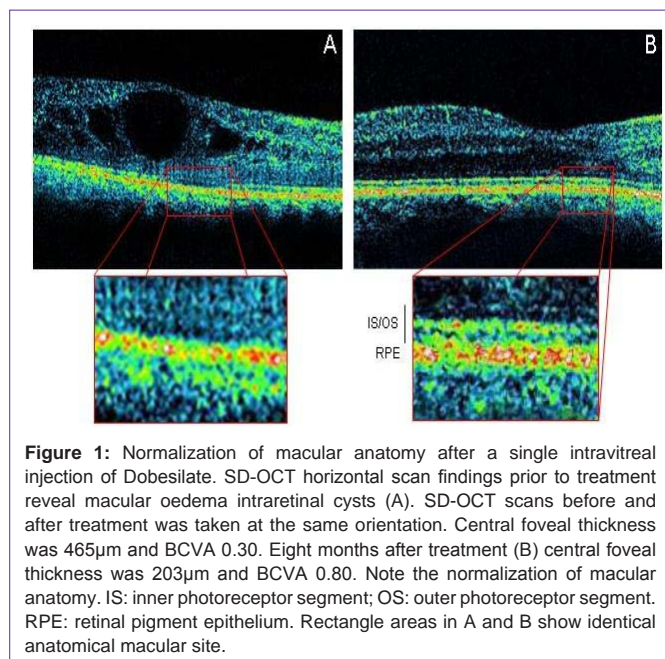 A
B
IS/OS
RPE
Figure 1: Normalization of macular anatomy after a single intravitreal
injection of Dobesilate. SD-OCT horizontal scan findings prior to treatment
reveal macular oedema intraretinal cysts (A). SD-OCT scans before and
after treatment was taken at the same orientation. Central foveal thickness
was 465µm and BCVA 0.30. Eight months after treatment (B) central foveal
thickness was 203µm and BCVA 0.80. Note the normalization of macular
anatomy. IS: inner photoreceptor segment; OS: outer photoreceptor segment.
RPE: retinal pigment epithelium. Rectangle areas in A and B show identical
anatomical macular site.